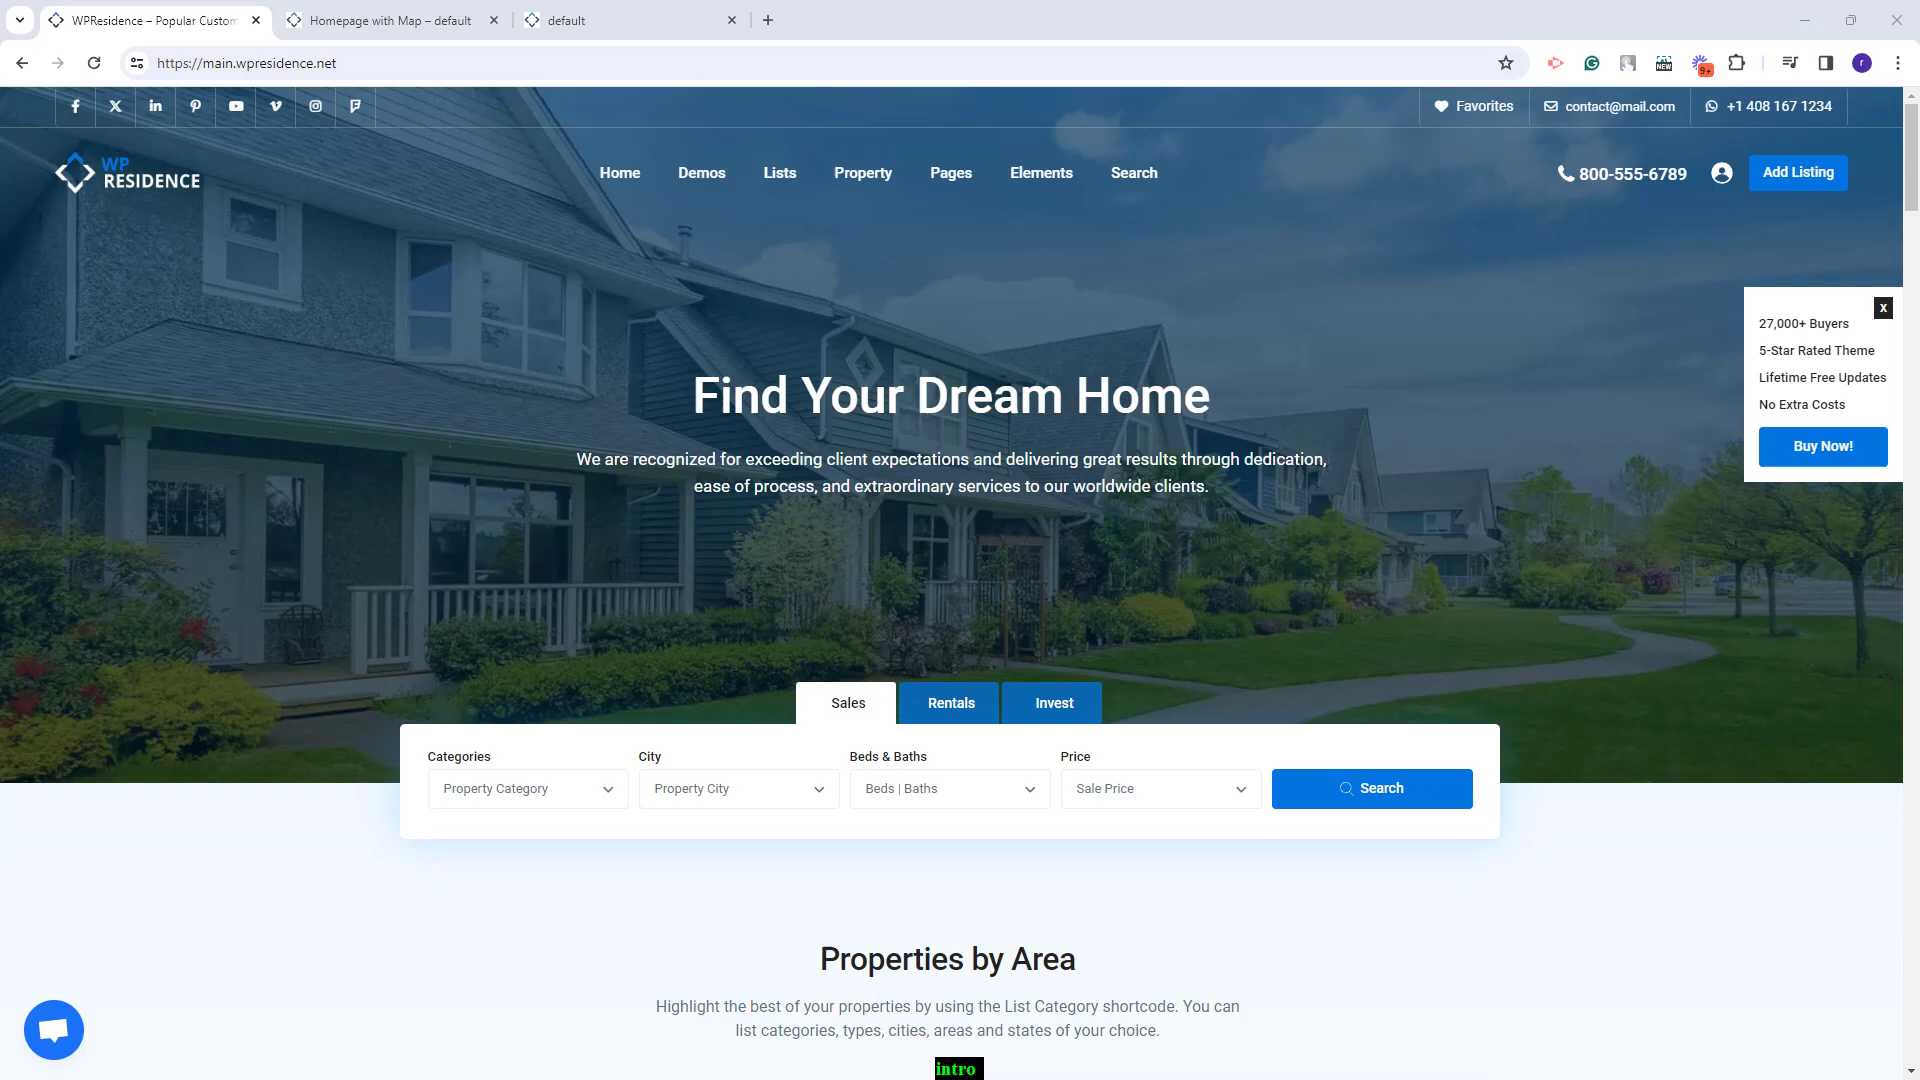 WPResidence – Popular Custom
Homepage with Map – default
default
https://main.wpresidence.net
NEW
9+
r
Favorites
contact@mail.com
+1 408 167 1234
WP
RESIDENCE
Home
Demos
Lists
Property
Pages
Elements
Search
800-555-6789
Add Listing
X
27,000+ Buyers
5-Star Rated Theme
Lifetime Free Updates
No Extra Costs
Buy Now!
Find Your Dream Home
We are recognized for exceeding client expectations and delivering great results through dedication,
ease of process, and extraordinary services to our worldwide clients.
Sales
Rentals
Invest
Categories
City
Beds & Baths
Price
Property Category
Property City
Beds | Baths
Sale Price
Search
Properties by Area
Highlight the best of your properties by using the List Category shortcode. You can
list categories, types, cities, areas and states of your choice.
intro